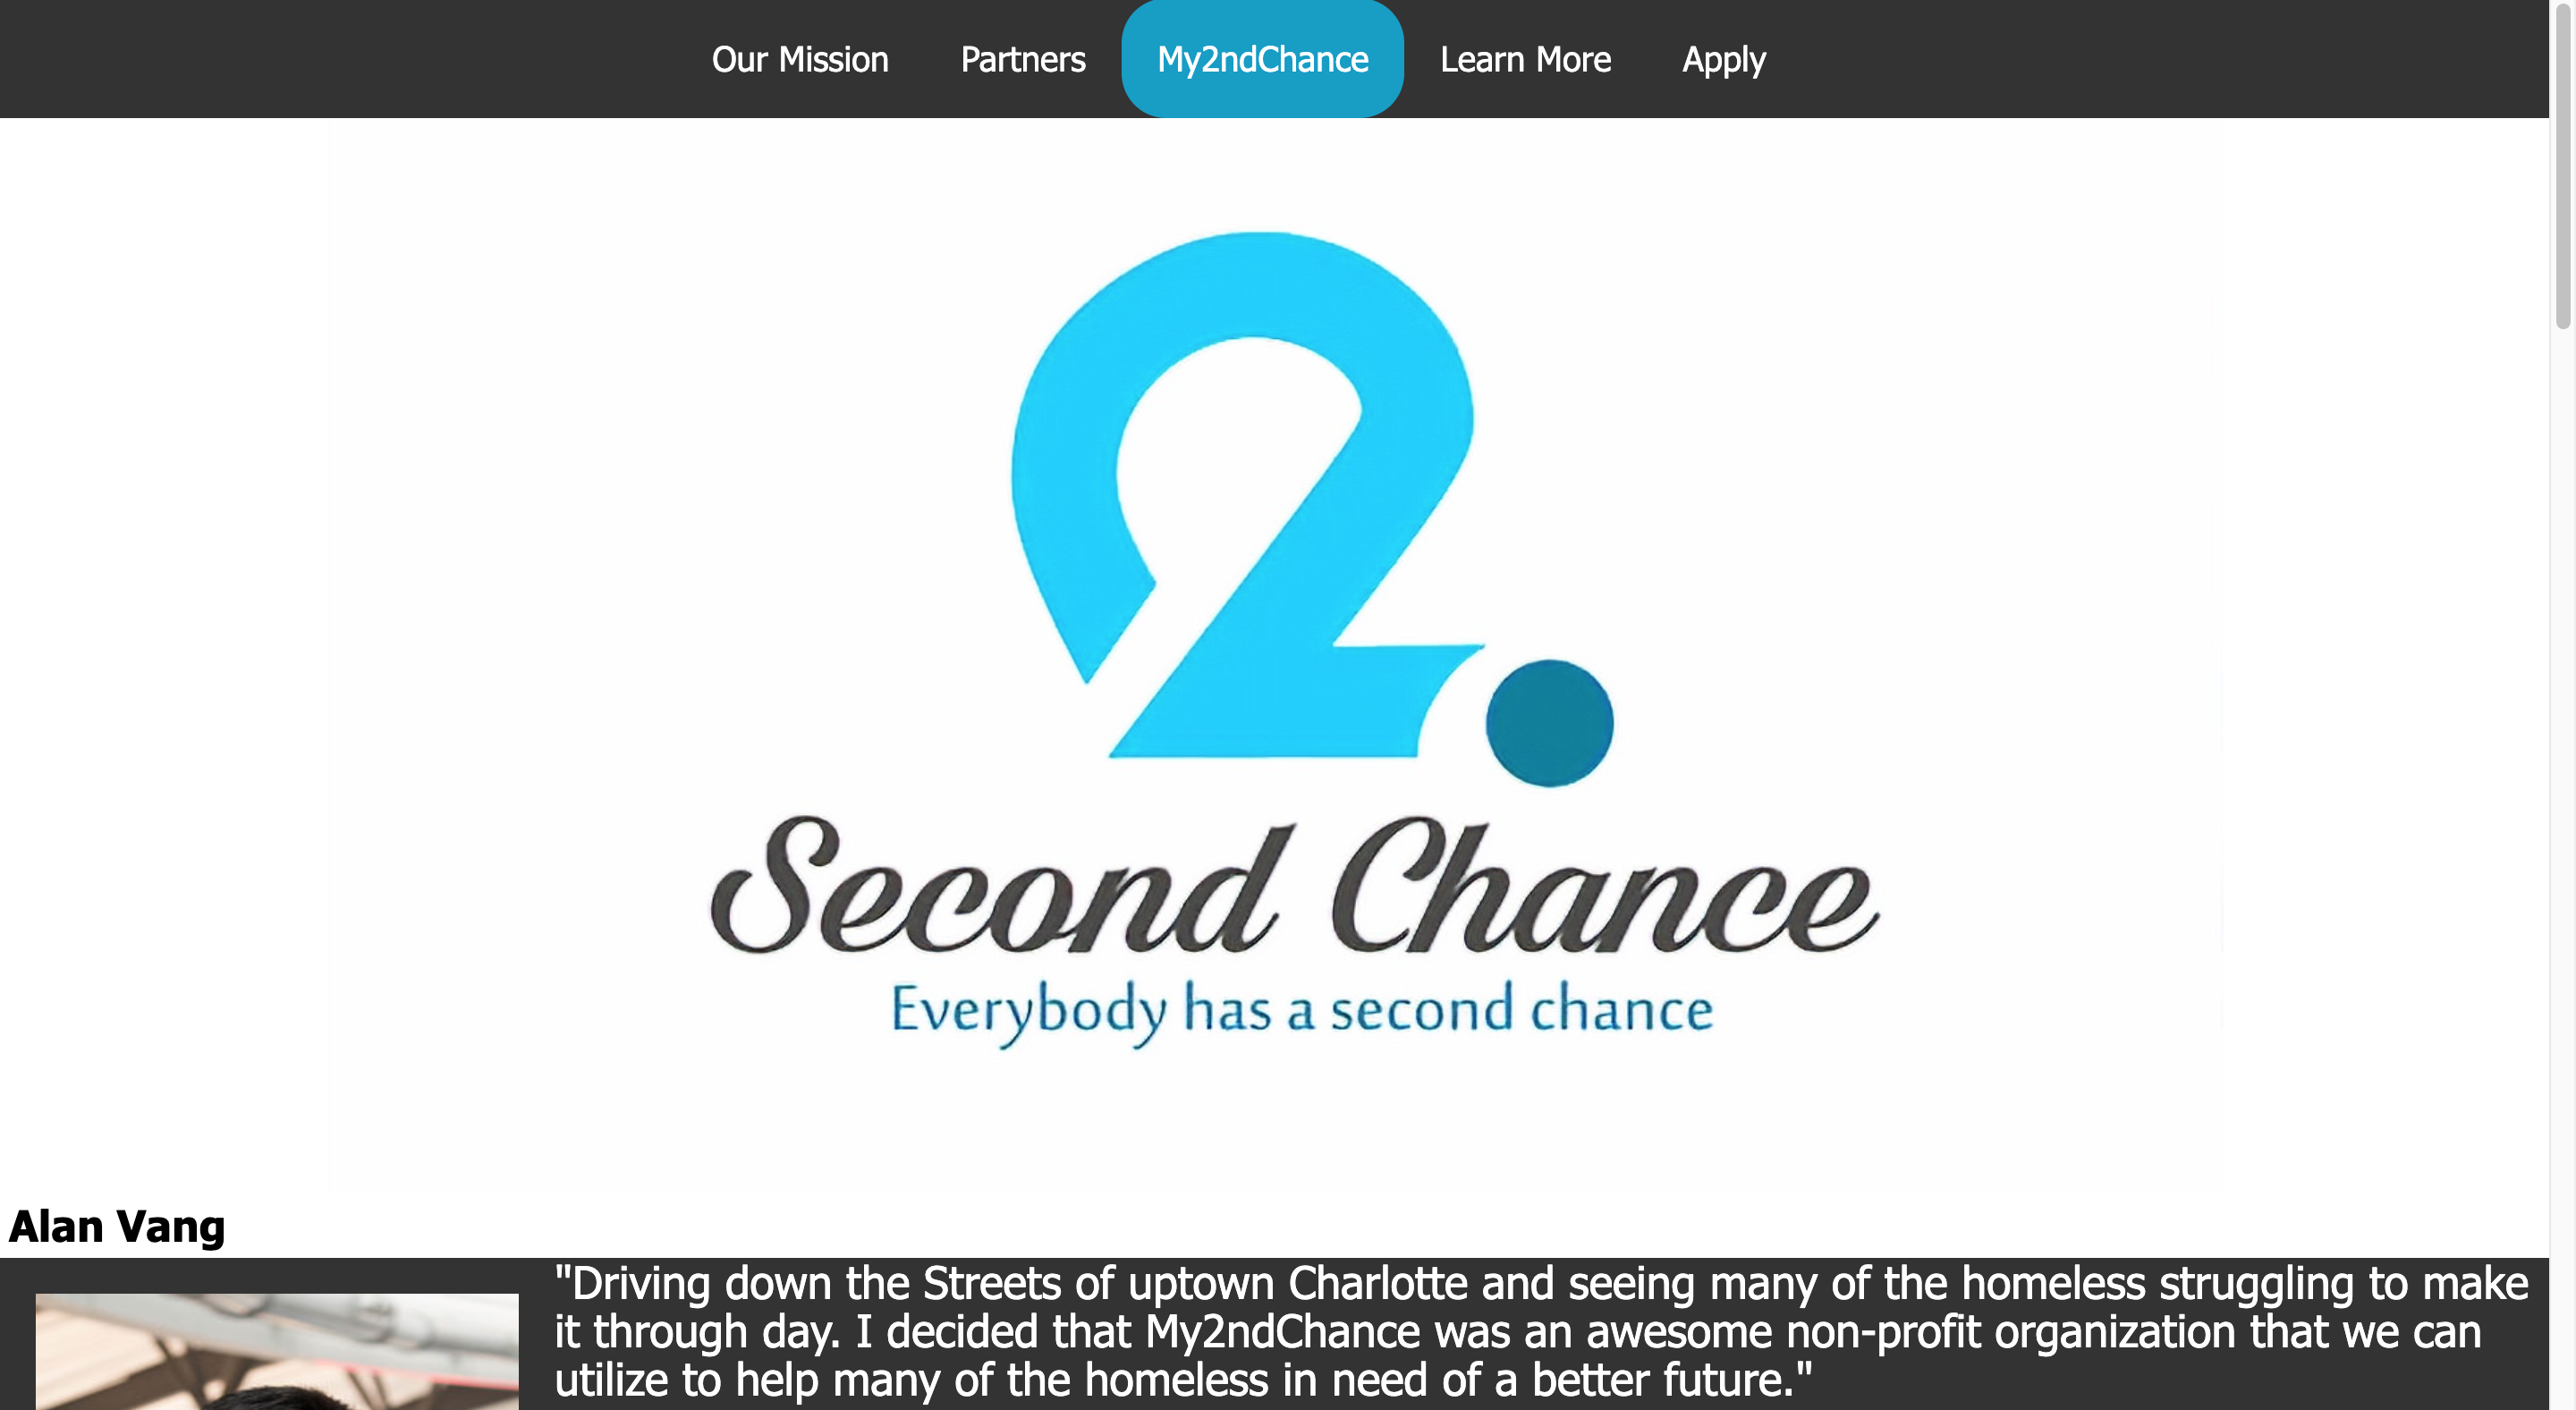 Our Mission Partners My2ndChance Learn More Apply
2.
Second Chance
Everybody has a second chance
Alan Vang
"Driving down the Streets of uptown Charlotte and seeing many of the homeless struggling to make
it through day. I decided that My2ndChance was an awesome non-profit organization that we can
utilize to help many of the homeless in need of a better future."